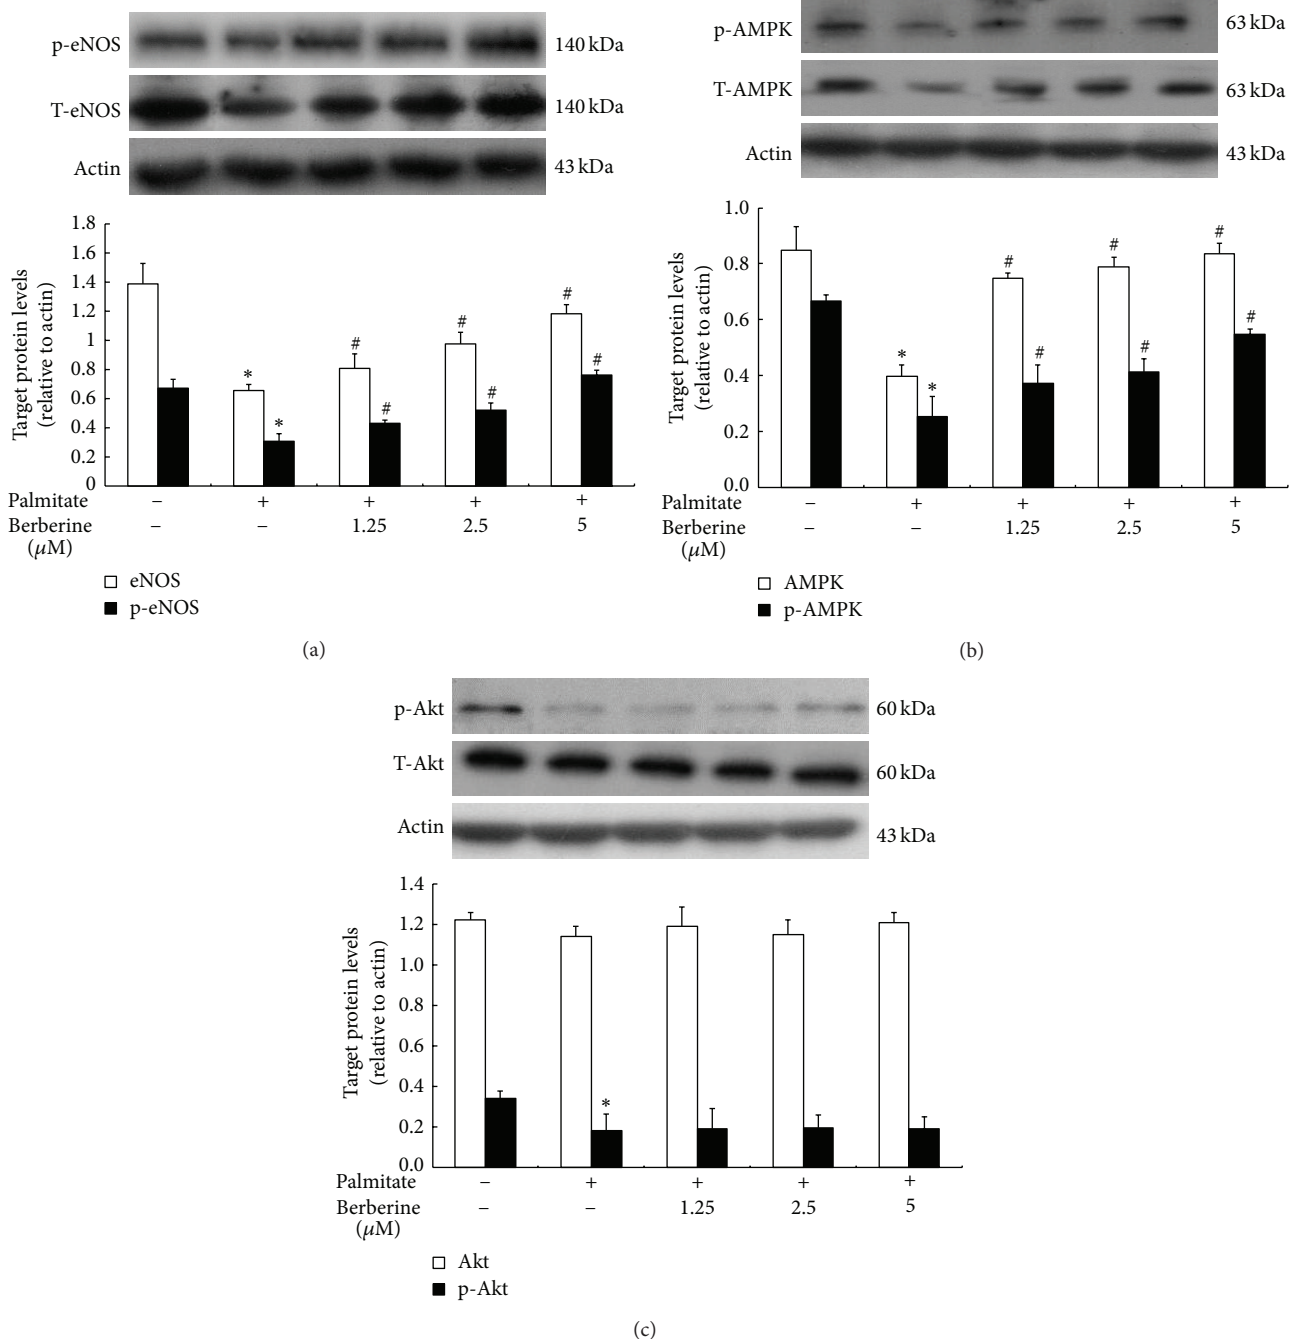 p-eNOS 140 kDa
T-eNOS 140 kDa
Actin 43 kDa
Target protein levels
(relative to actin)
1.8
1.6
1.4
1.2
1
0.8
0.6
0.4
0.2
0
* * # # # # # #
Palmitate − + + + +
Berberine − − 1.25 2.5 5
(μM)
eNOS
p-eNOS
(a)
p-AMPK 63 kDa
T-AMPK 63 kDa
Actin 43 kDa
Target protein levels
(relative to actin)
1.0
0.8
0.6
0.4
0.2
0.0
* * # # # # # #
Palmitate − + + + +
Berberine − − 1.25 2.5 5
(μM)
AMPK
p-AMPK
(b)
p-Akt 60 kDa
T-Akt 60 kDa
Actin 43 kDa
Target protein levels
(relative to actin)
1.4
1.2
1.0
0.8
0.6
0.4
0.2
0.0
*
Palmitate − + + + +
Berberine − − 1.25 2.5 5
(μM)
Akt
p-Akt
(c)